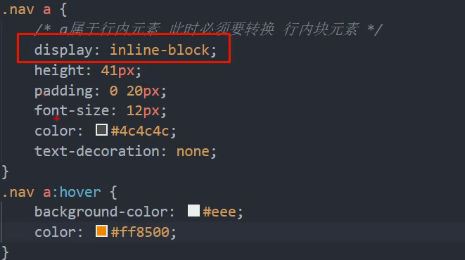 .nav a {
/* a属于行内元素 此时必须要转换 行内块元素 */
display: inline-block;
height: 41px;
padding: 0 20px;
font-size: 12px;
color: #4c4c4c;
text-decoration: none;
}
.nav a:hover {
background-color: #eee;
color: #ff8500;
}